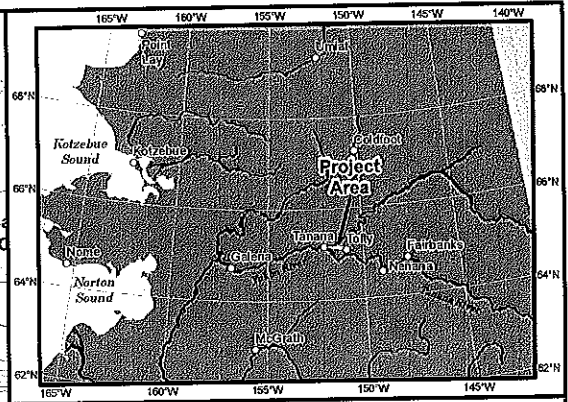 165°W 160°W 155°W 150°W 145°W 140°W
Point
Lay
Umiat
68°N 68°N
Kotzebue
Sound
Kotzebue
Coldfoot
Project
Area
66°N 66°N
Nome
Tanana Tofty
Galena
Fairbanks
Nenana
64°N 64°N
Norton
Sound
McGrath
62°N 62°N
165°W 160°W 155°W 150°W 145°W